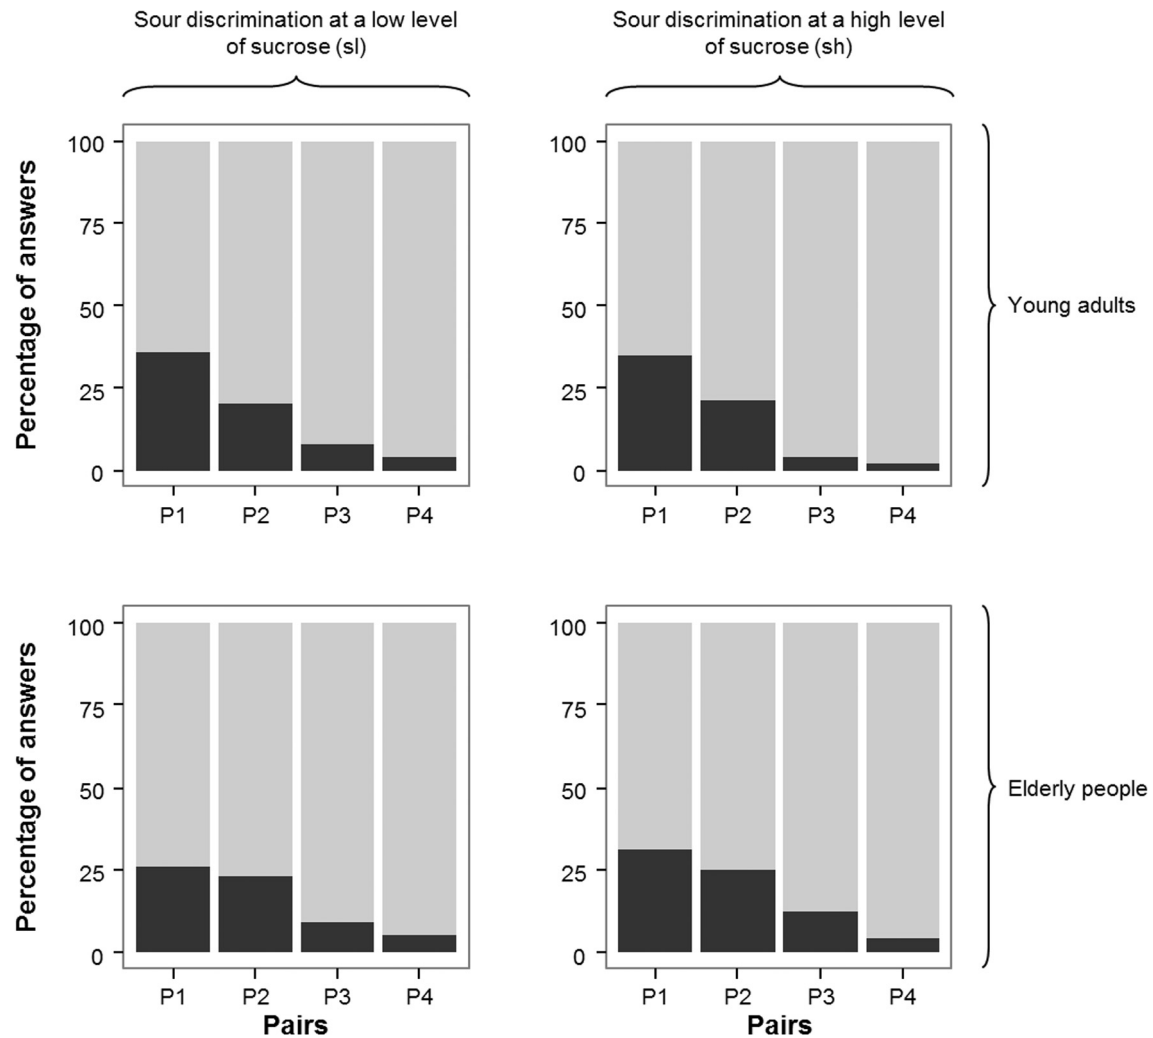 Sour discrimination at a low level
of sucrose (sl)
Sour discrimination at a high level
of sucrose (sh)
Percentage of answers
100
75
50
25
0
P1 P2 P3 P4
100
75
50
25
0
P1 P2 P3 P4
Young adults
Percentage of answers
100
75
50
25
0
P1 P2 P3 P4
Pairs
100
75
50
25
0
P1 P2 P3 P4
Pairs
Elderly people